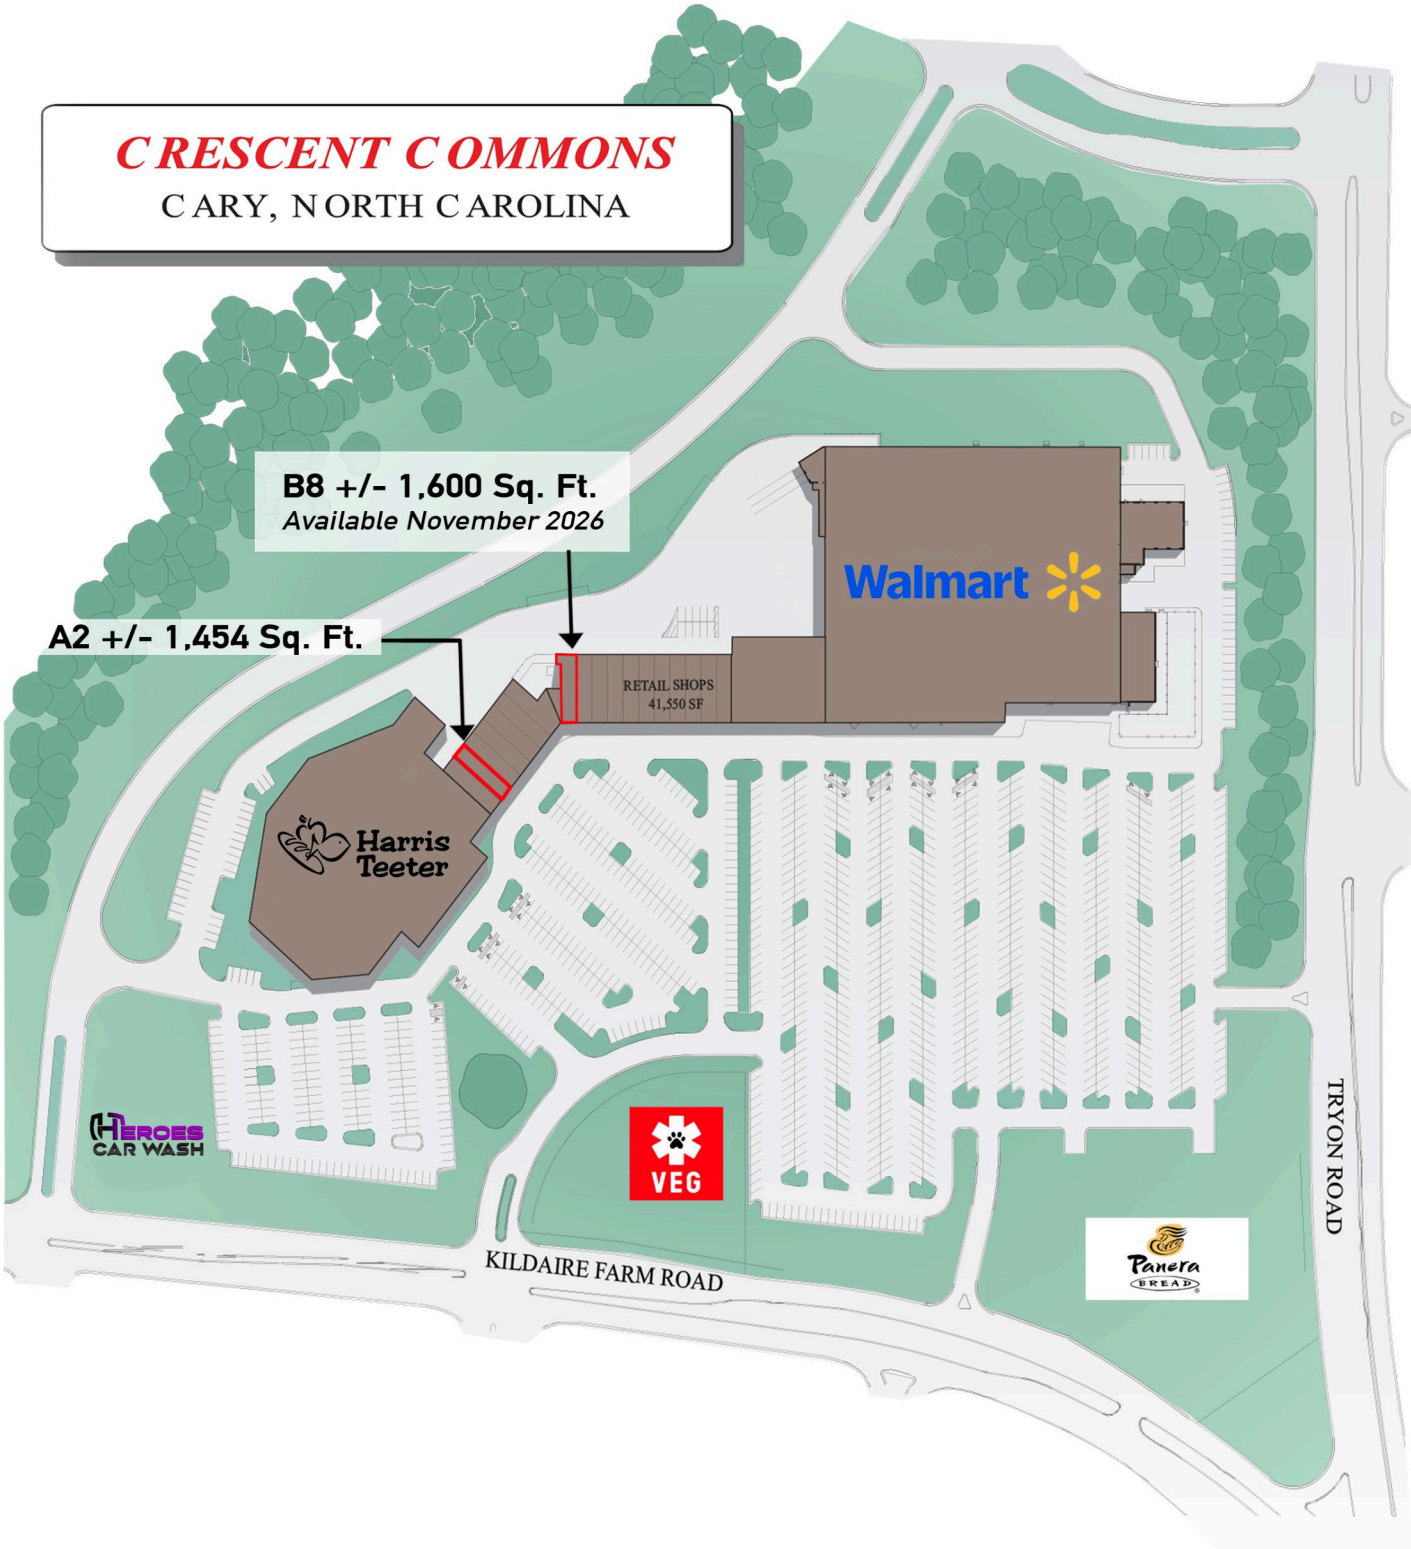 CRESCENT COMMONS
CARY, NORTH CAROLINA
B8 +/- 1,600 Sq. Ft.
Available November 2026
Walmart
A2 +/- 1,454 Sq. Ft.
RETAIL SHOPS
41,550 SF
Harris
Teeter
HEROES
CAR WASH
VEG
TRYON ROAD
Panera
BREAD
KILDAIRE FARM ROAD